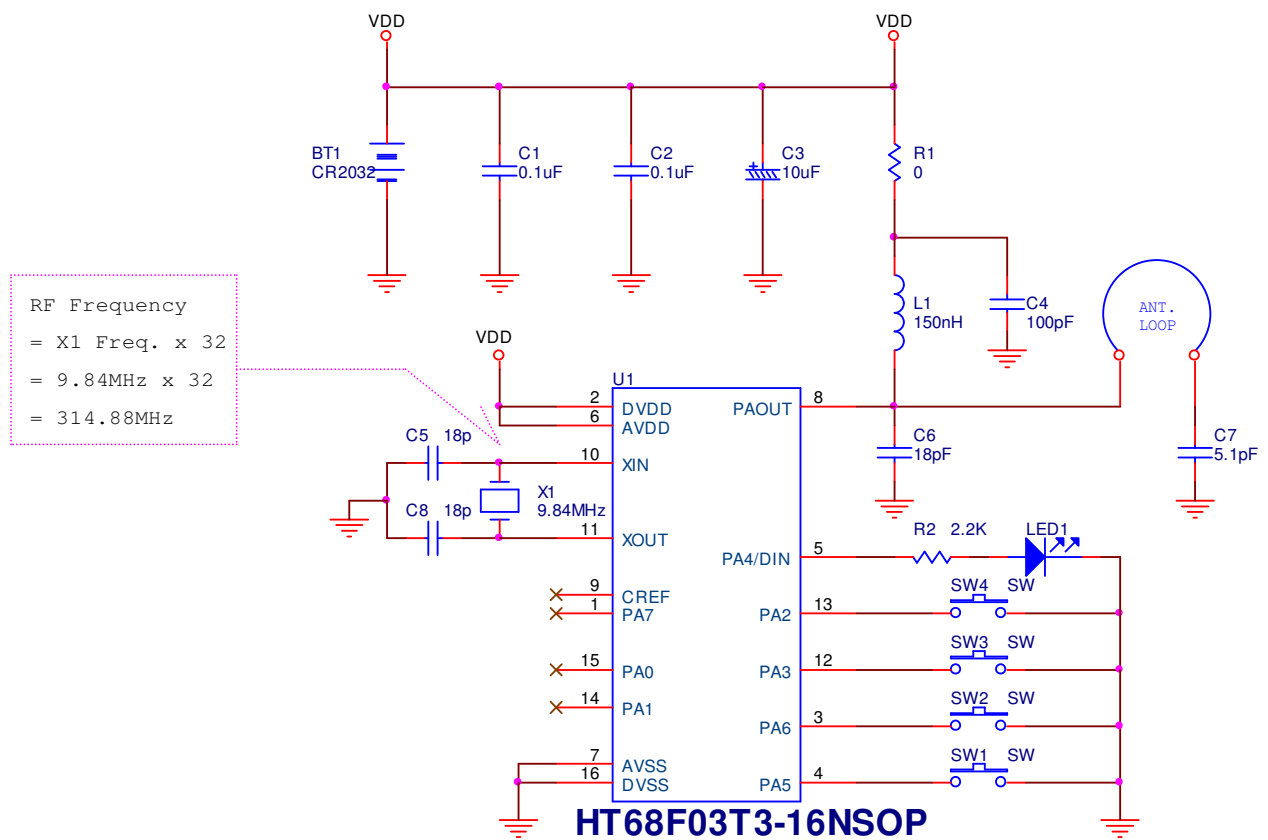 VDD
VDD
BT1
CR2032
C1
0.1uF
C2
0.1uF
C3
10uF
+
R1
0
L1
150nH
C4
100pF
ANT.
LOOP
RF Frequency
= X1 Freq. x 32
= 9.84MHz x 32
= 314.88MHz
VDD
U1
2
DVDD
6
AVDD
PAOUT
8
C5 18p
10
XIN
C6
18pF
C7
5.1pF
X1
9.84MHz
C8 18p
11
XOUT
PA4/DIN
5
R2 2.2K
LED1
9
CREF
1
PA7
PA2
13
SW4 SW
15
PA0
PA3
12
SW3 SW
14
PA1
PA6
3
SW2 SW
7
AVSS
16
DVSS
PA5
4
SW1 SW
HT68F03T3-16NSOP